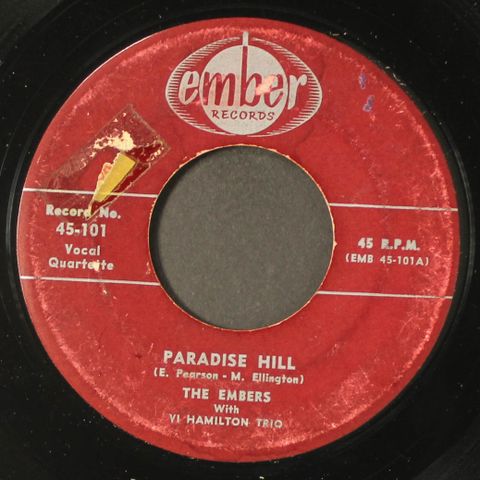 ember
RECORDS
Record No.
45-101
Vocal
Quartette
45 R.P.M.
(EMB 45-101A)
PARADISE HILL
(E. Pearson - M. Ellington)
THE EMBERS
With
VI HAMILTON TRIO